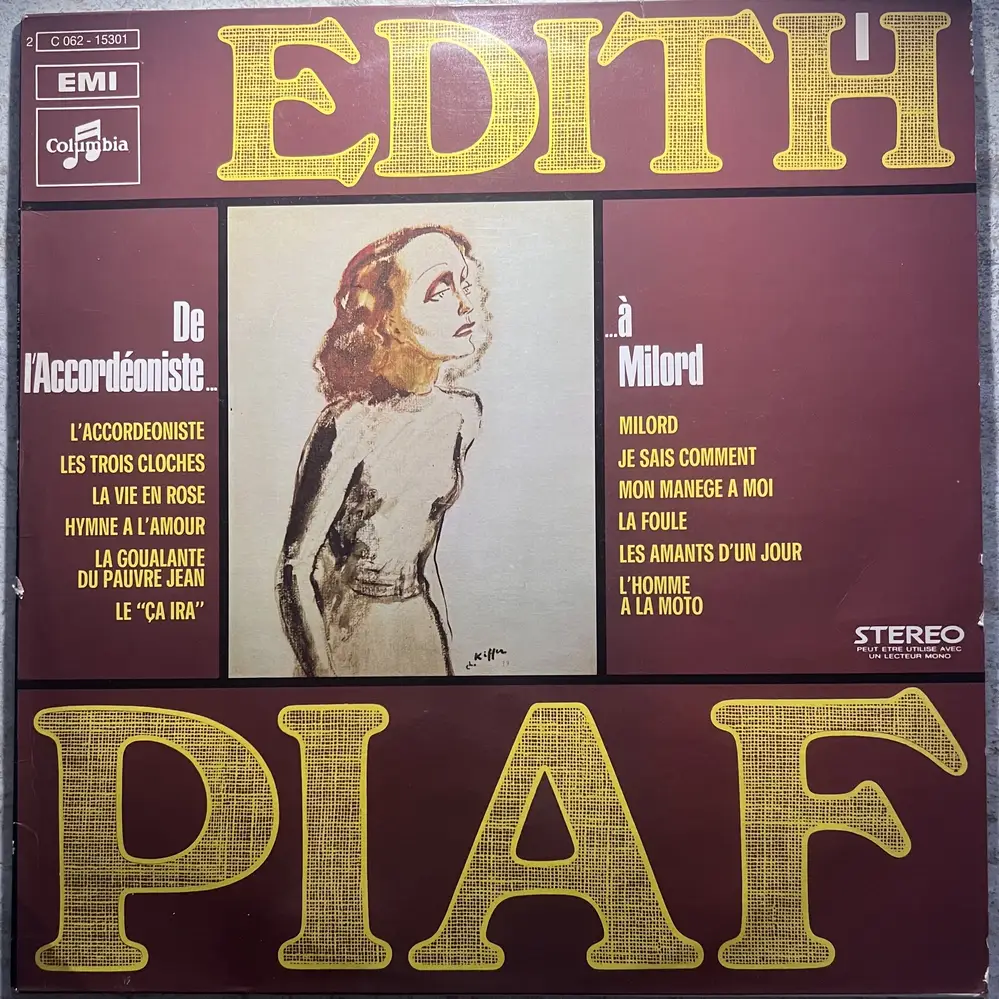 2 C 062 - 15301
EMI
Columbia
EDITH
De
l'Accordéoniste...
L'ACCORDEONISTE
LES TROIS CLOCHES
LA VIE EN ROSE
HYMNE A L'AMOUR
LA GOUALANTE
DU PAUVRE JEAN
LE "ÇA IRA"
...à
Milord
MILORD
JE SAIS COMMENT
MON MANEGE A MOI
LA FOULE
LES AMANTS D'UN JOUR
L'HOMME
A LA MOTO
STEREO
PEUT ETRE UTILISE AVEC
UN LECTEUR MONO
PIAF